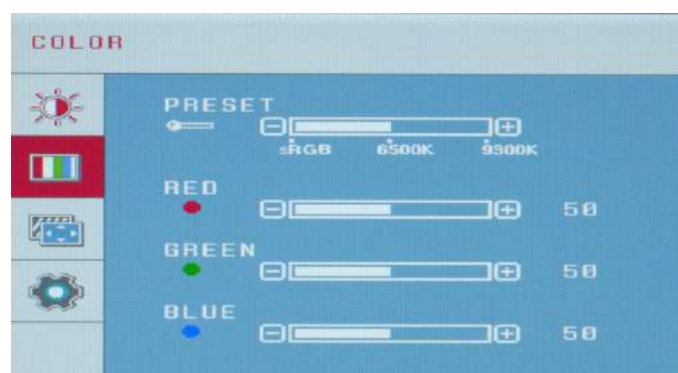 COLOR
PRESET
sRGB 6500K 9300K
RED
50
GREEN
50
BLUE
50